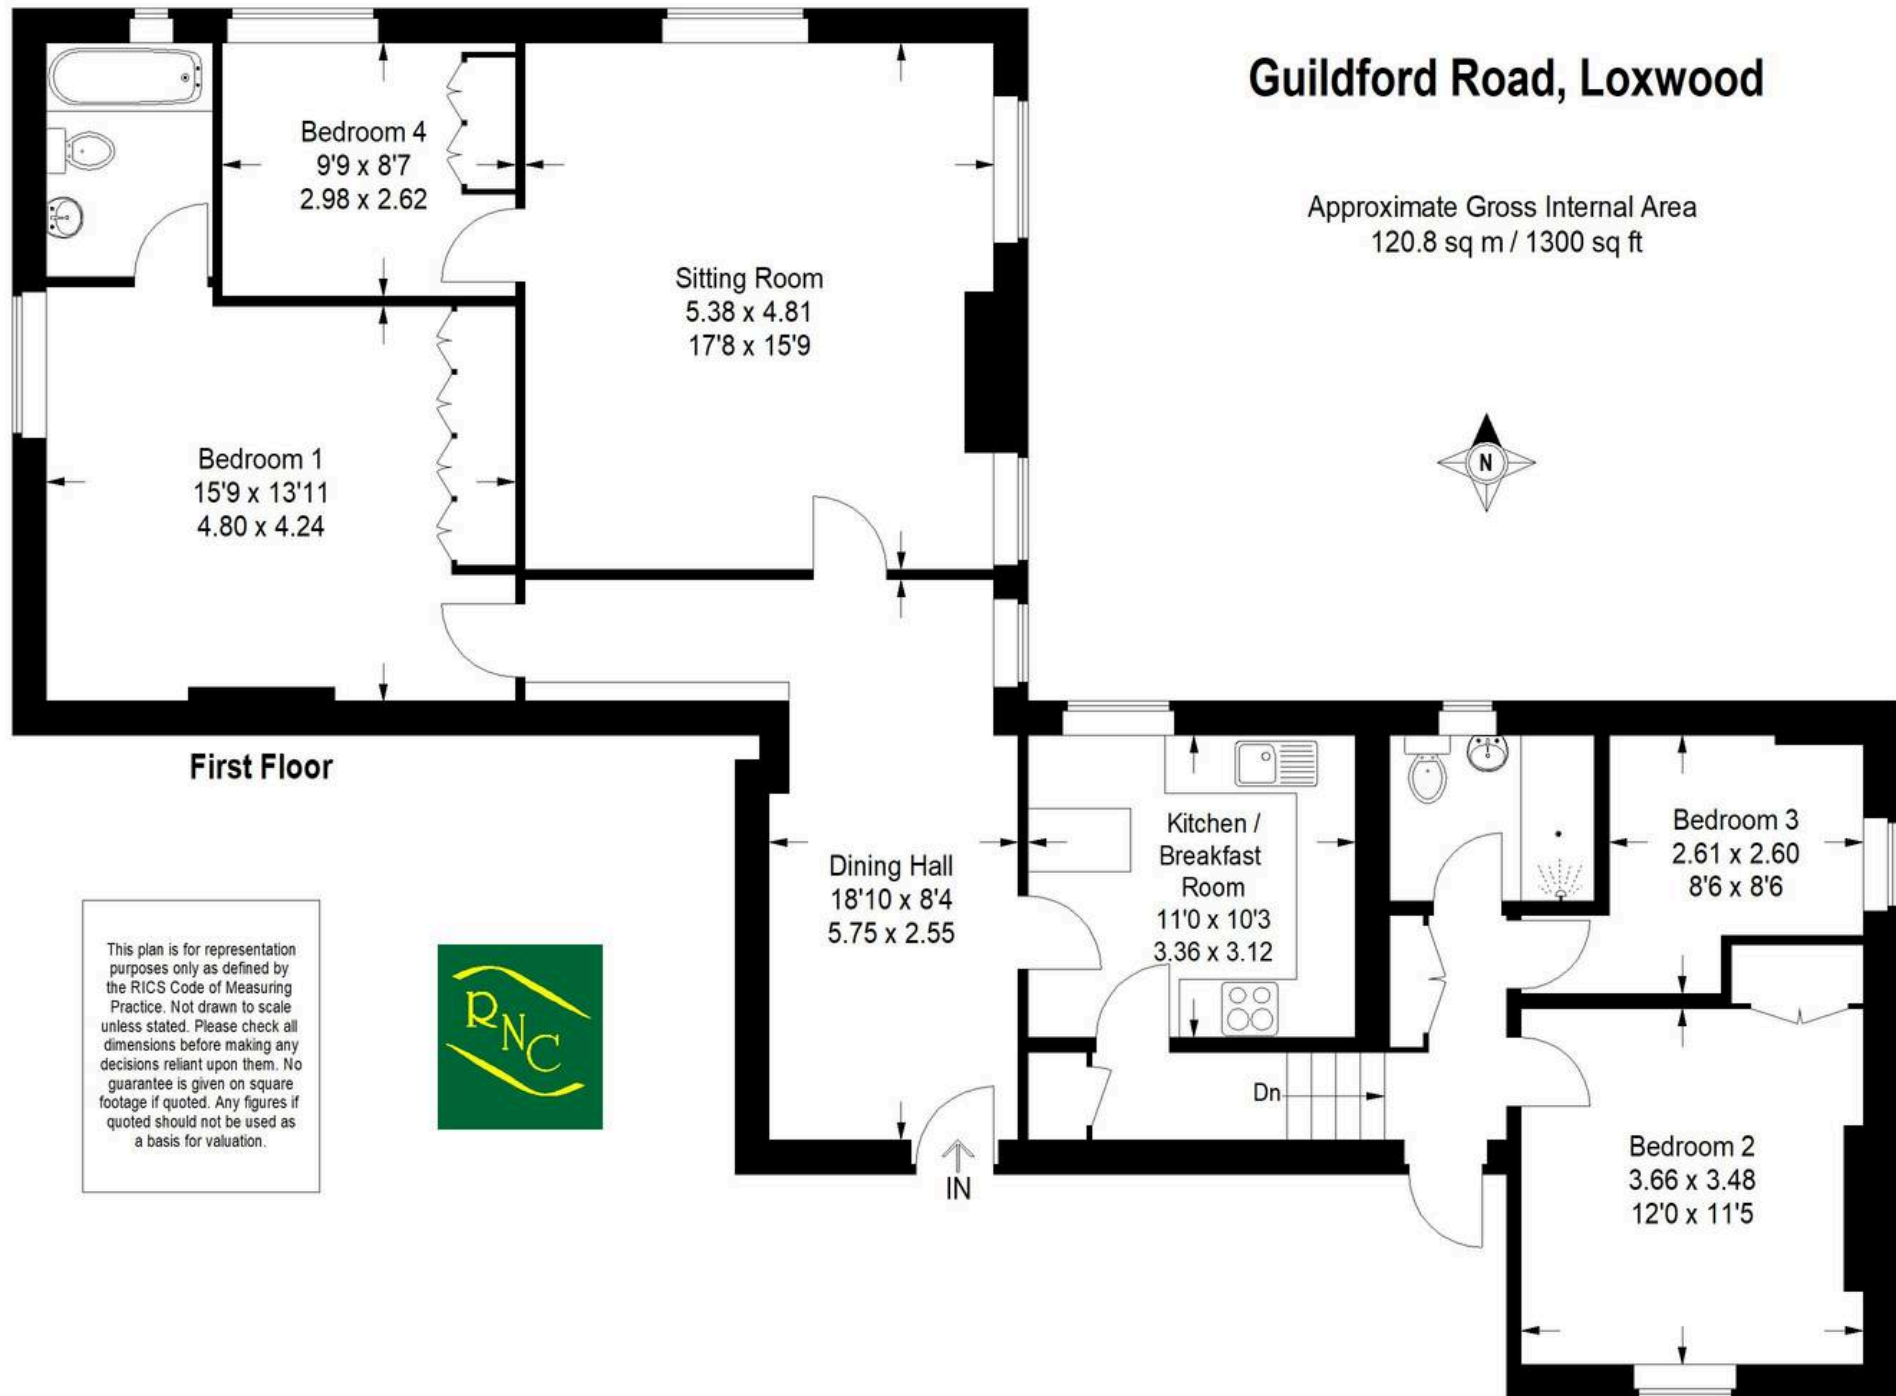 Guildford Road, Loxwood
Approximate Gross Internal Area
120.8 sq m / 1300 sq ft
Bedroom 4
9'9 x 8'7
2.98 x 2.62
Sitting Room
5.38 x 4.81
17'8 x 15'9
Bedroom 1
15'9 x 13'11
4.80 x 4.24
N
First Floor
Dining Hall
18'10 x 8'4
5.75 x 2.55
Kitchen /
Breakfast
Room
11'0 x 10'3
3.36 x 3.12
Bedroom 3
2.61 x 2.60
8'6 x 8'6
Dn
Bedroom 2
3.66 x 3.48
12'0 x 11'5
IN
This plan is for representation
purposes only as defined by
the RICS Code of Measuring
Practice. Not drawn to scale
unless stated. Please check all
dimensions before making any
decisions reliant upon them. No
guarantee is given on square
footage if quoted. Any figures if
quoted should not be used as
a basis for valuation.
RNC